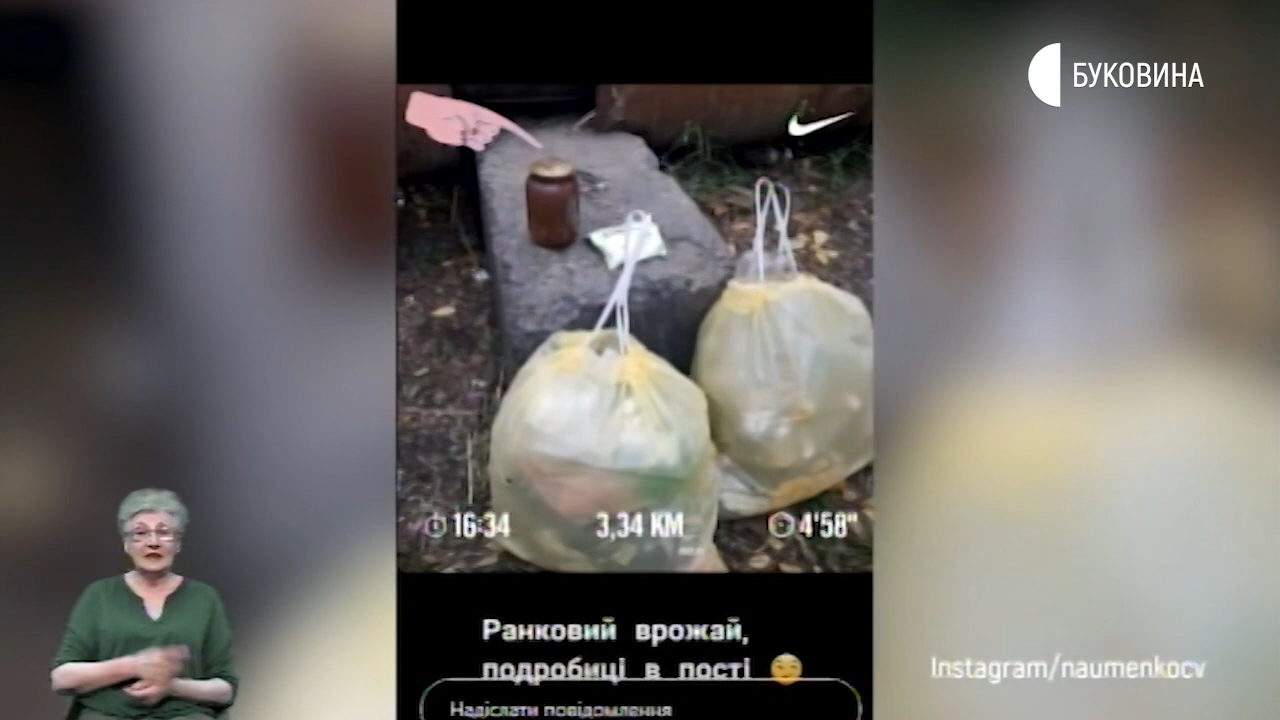 БУКОВИНА
16:34
3,34 KM
4'58"
Ранковий врожай,
подробиці в пості
Надіслати повідомлення
Instagram/naumenkocv